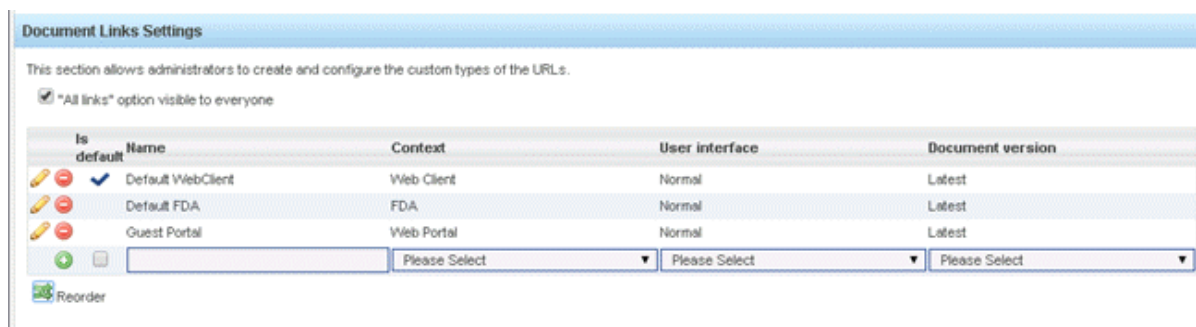 Document Links Settings
This section allows administrators to create and configure the custom types of the URLs.
"All links" option visible to everyone
Is default Name Context User interface Document version
Default WebClient Web Client Normal Latest
Default FDA FDA Normal Latest
Guest Portal Web Portal Normal Latest
Please Select Please Select Please Select
Reorder